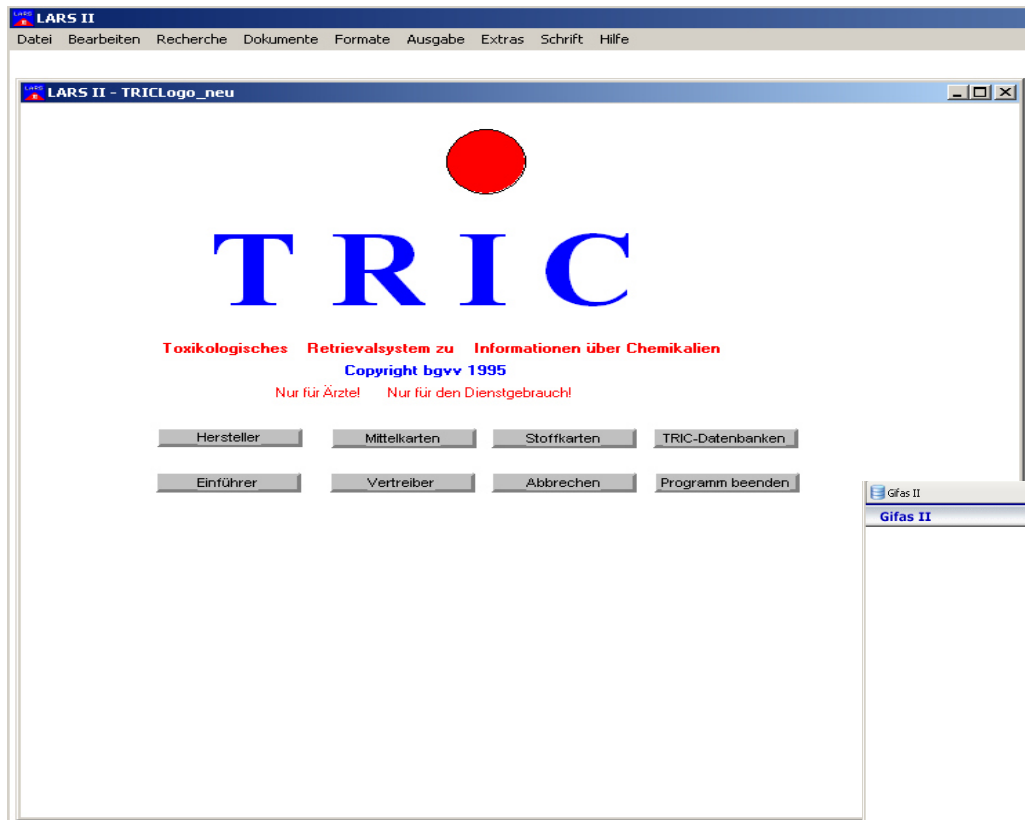 LARS II
Datei Bearbeiten Recherche Dokumente Formate Ausgabe Extras Schrift Hilfe
LARS II - TRICLogo_neu
T R I C
Toxikologisches Retrievalsystem zu Informationen über Chemikalien
Copyright bgvv 1995
Nur für Ärzte! Nur für den Dienstgebrauch!
Hersteller Mittelkarten Stoffkarten TRIC-Datenbanken
Einführer Vertreiber Abbrechen Programm beenden
Gifas II
Gifas II